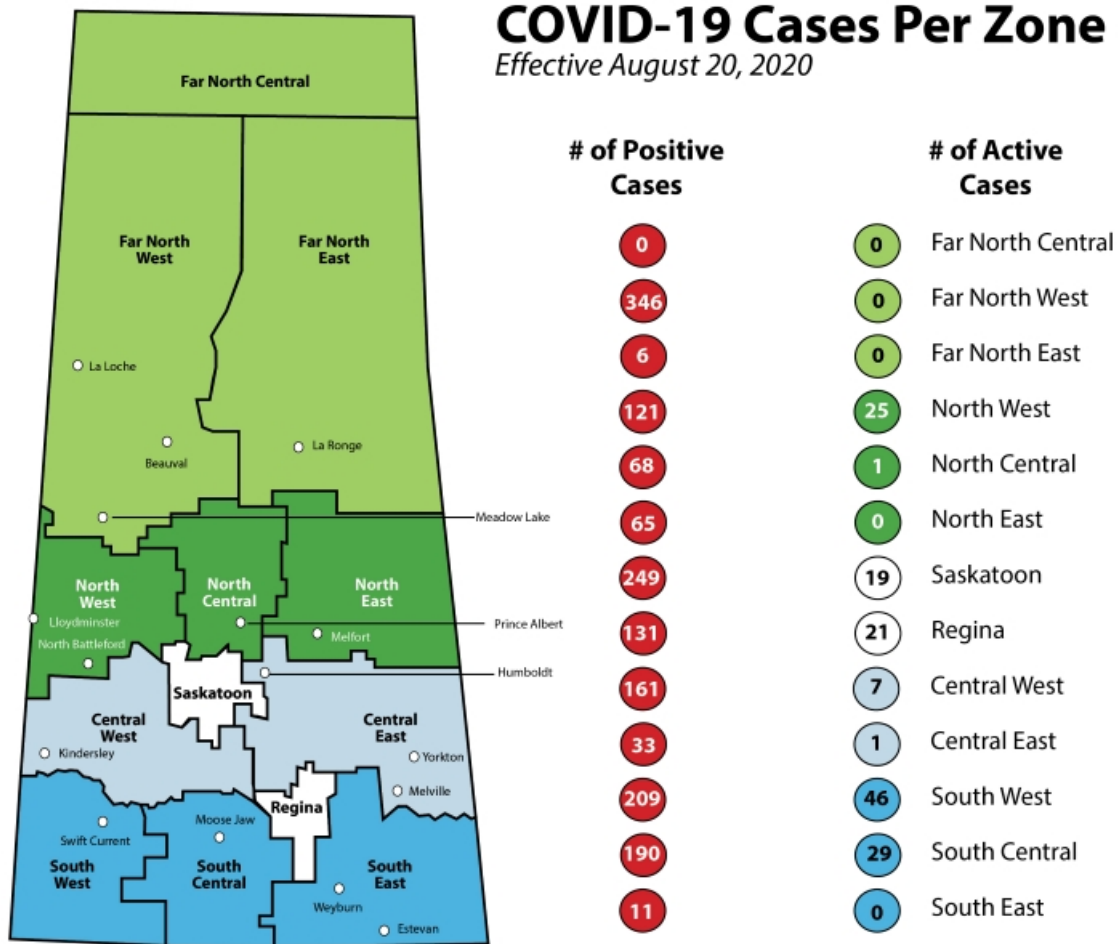 COVID-19 Cases Per Zone
Effective August 20, 2020
# of Positive
Cases
# of Active
Cases
0 0 Far North Central
346 0 Far North West
6 0 Far North East
121 25 North West
68 1 North Central
65 0 North East
249 19 Saskatoon
131 21 Regina
161 7 Central West
33 1 Central East
209 46 South West
190 29 South Central
11 0 South East
Far North Central
Far North
West
Far North
East
La Loche
Beauval
La Ronge
Meadow Lake
North
West
North
Central
North
East
Lloydminster
Prince Albert
North Battleford
Melfort
Humboldt
Saskatoon
Central
West
Central
East
Kindersley
Yorkton
Melville
Regina
Moose Jaw
Swift Current
South
West
South
Central
South
East
Weyburn
Estevan